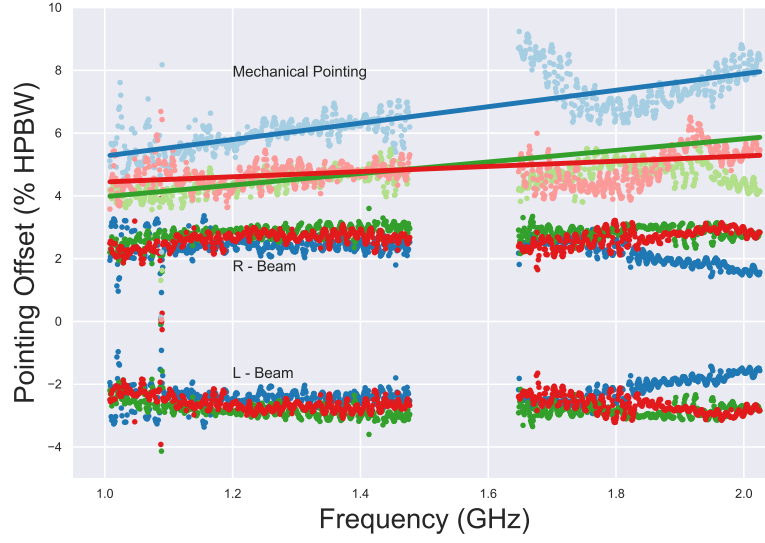 10
8
6
4
2
0
−2
−4
Pointing Offset (% HPBW)
Mechanical Pointing
R - Beam
L - Beam
1.0 1.2 1.4 1.6 1.8 2.0
Frequency (GHz)